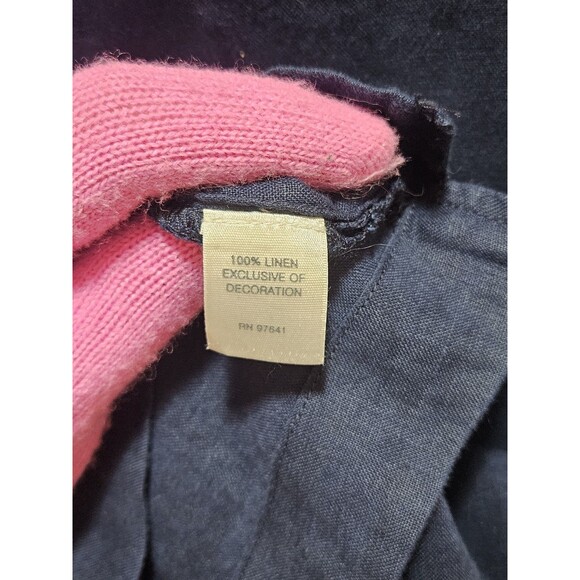 100% LINEN
EXCLUSIVE OF
DECORATION
RN 97641